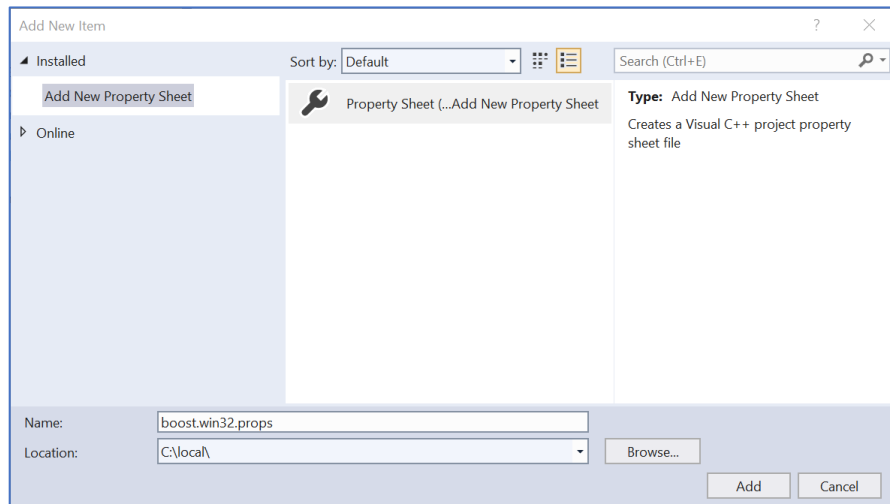 Add New Item
?
Installed
Sort by: Default
Search (Ctrl+E)
Add New Property Sheet
Property Sheet (...Add New Property Sheet
Type: Add New Property Sheet
Online
Creates a Visual C++ project property
sheet file
Name: boost.win32.props
Location: C:\local\ Browse...
Add Cancel